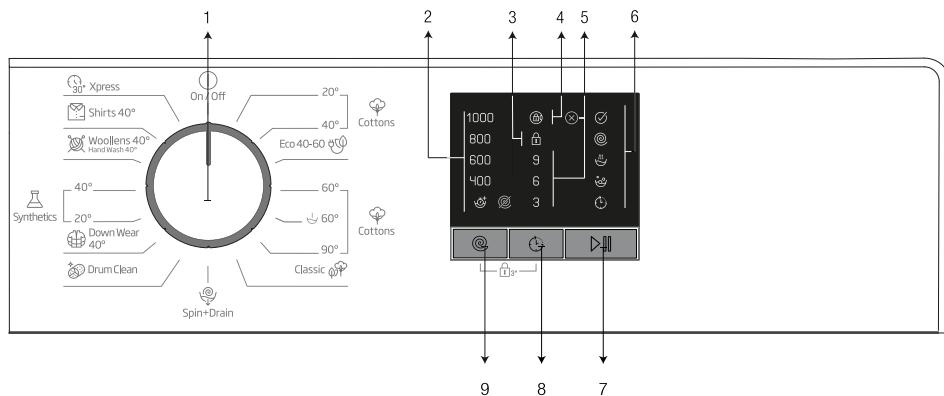 1 2 3 4 5 6
30' Xpress
Shirts 40°
Woollens 40°
Hand Wash 40°
40°
Synthetics
20°
Down Wear
40°
Drum Clean
On / Off
20°
40°
Cottons
Eco 40-60
60°
60°
Cottons
90°
Classic
Spin+Drain
1000
800
600 9
400 6
3
3"
9 8 7